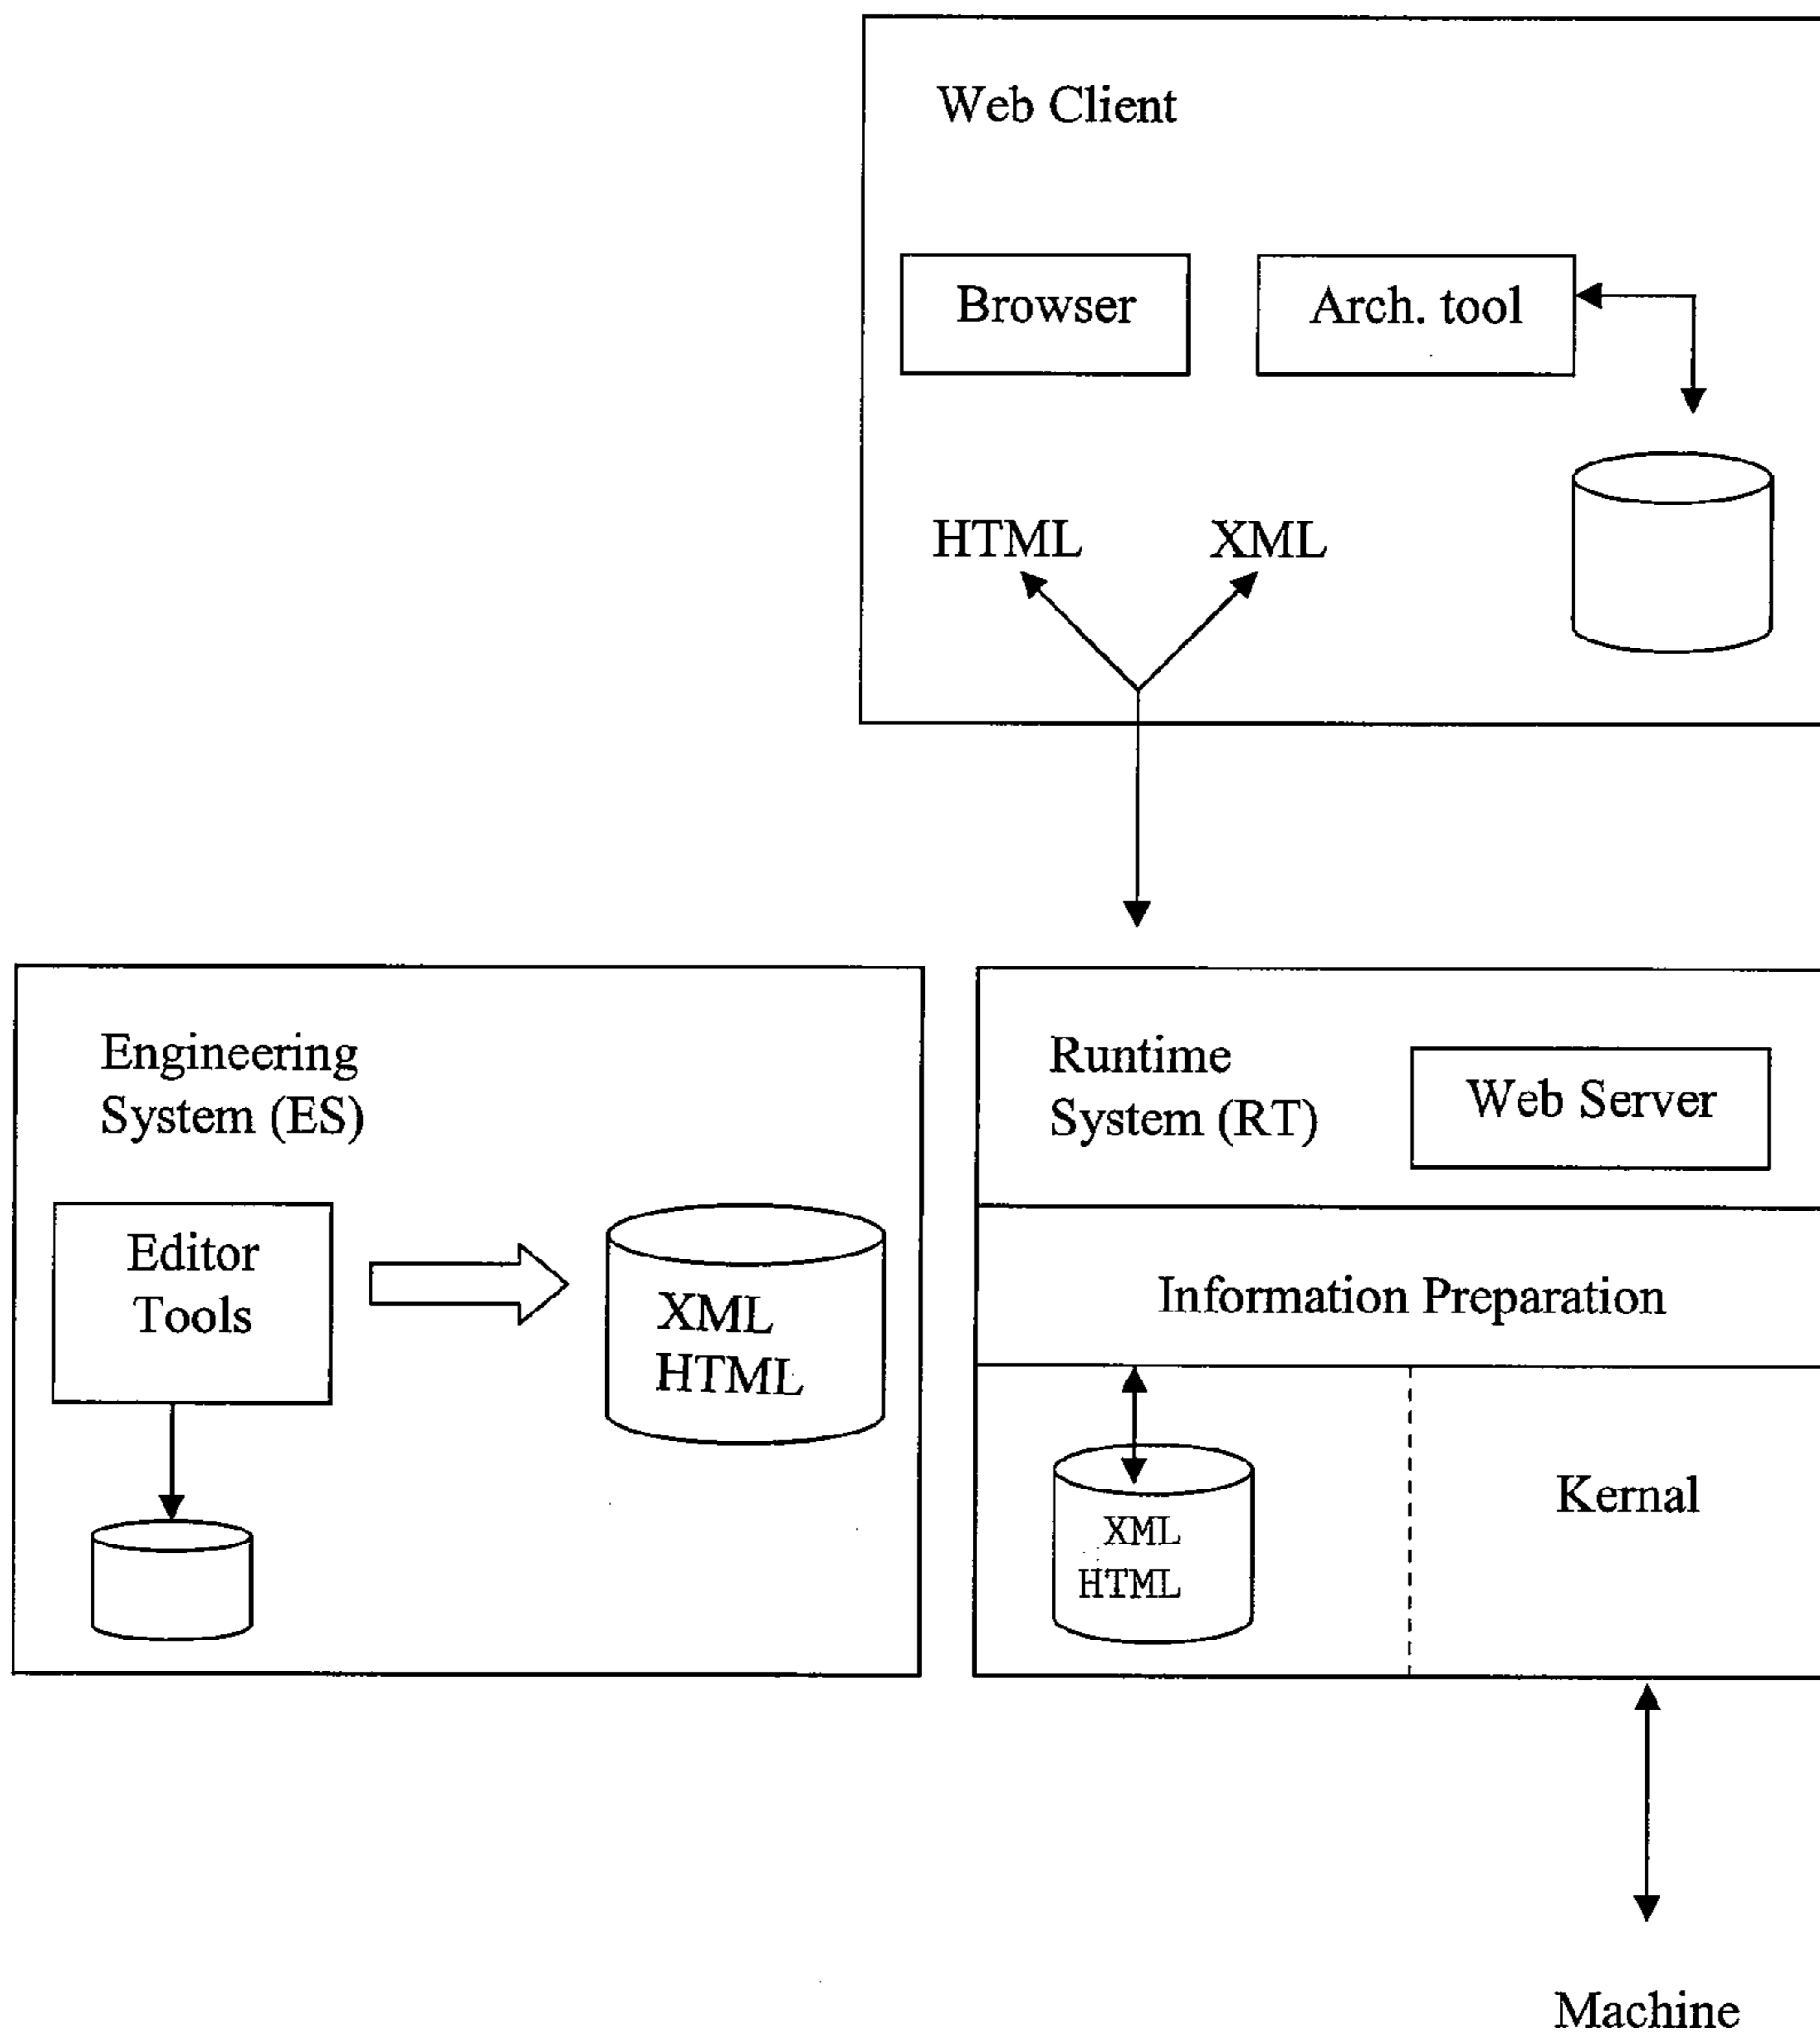 Web Client
Browser
Arch. tool
HTML
XML
Engineering
System (ES)
Editor
Tools
XML
HTML
Runtime
System (RT)
Web Server
Information Preparation
XML
HTML
Kernal
Machine